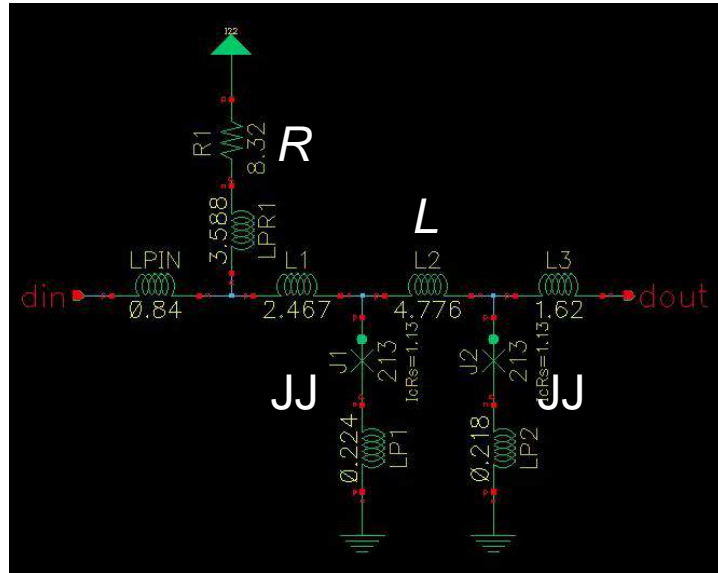 I22
R1
8.32
R
3.588
LPR1
L
LPIN
L1
L2
L3
din
0.84
2.467
4.776
1.62
dout
J1
213
IcRs=1.13
J2
213
IcRs=1.13
JJ
JJ
0.224
LP1
0.218
LP2